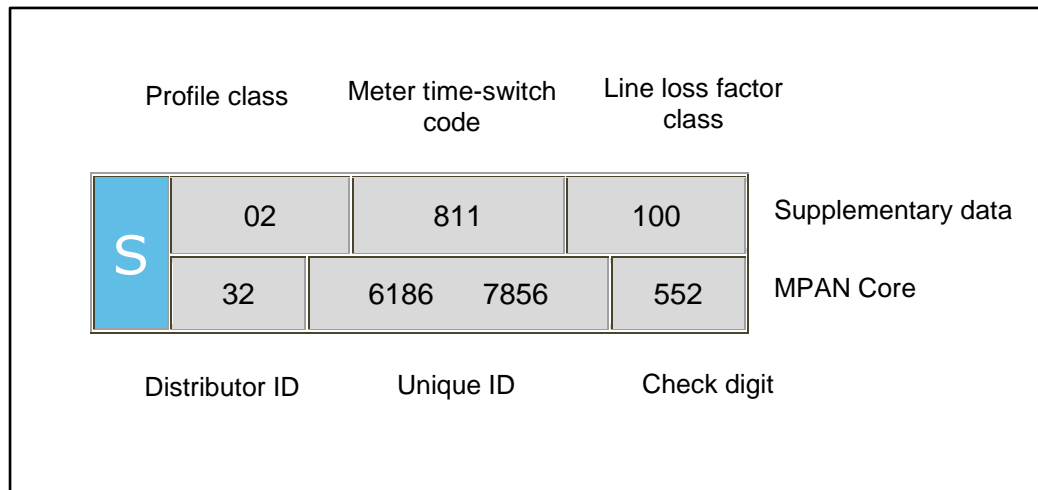 Profile class
Meter time-switch
code
Line loss factor
class
S
02 811 100
Supplementary data
32 6186 7856 552
MPAN Core
Distributor ID
Unique ID
Check digit